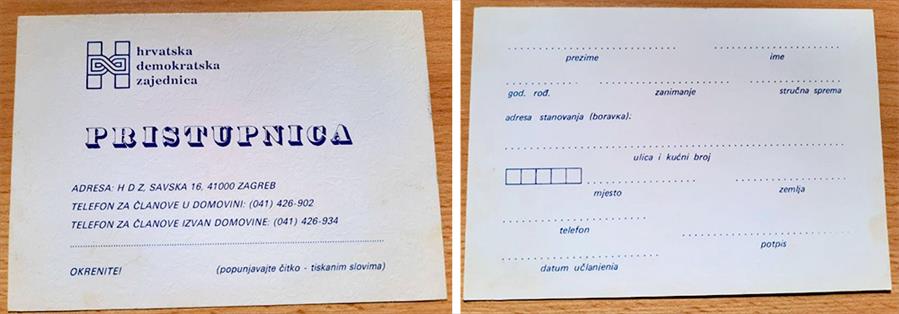 hrvatska
demokratska
zajednica
PRISTUPNICA
ADRESA: H D Z, SAVSKA 16, 41000 ZAGREB
TELEFON ZA ČLANOVE U DOMOVINI: (041) 426-902
TELEFON ZA ČLANOVE IZVAN DOMOVINE: (041) 426-934
OKRENITE! (popunjavajte čitko - tiskanim slovima)
prezime ime
god. rođ. zanimanje stručna sprema
adresa stanovanja (boravka):
ulica i kućni broj
mjesto zemlja
telefon potpis
datum učlanienia